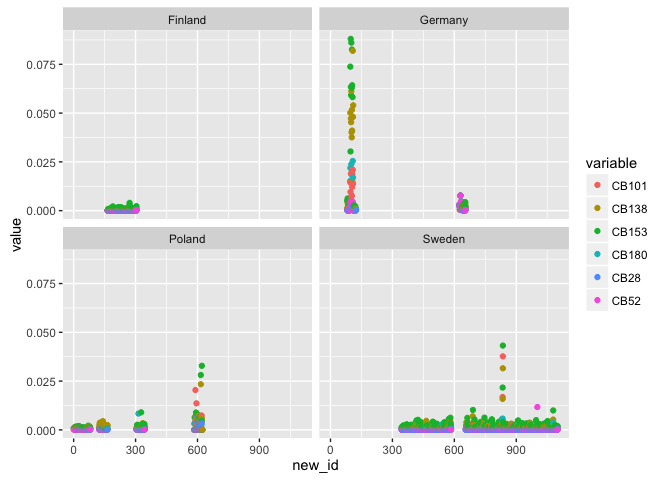 Finland
Germany
0.075
0.050
0.025
0.000
Poland
Sweden
0.075
0.050
0.025
0.000
0
300
600
900
0
300
600
900
new_id
value
variable
CB101
CB138
CB153
CB180
CB28
CB52